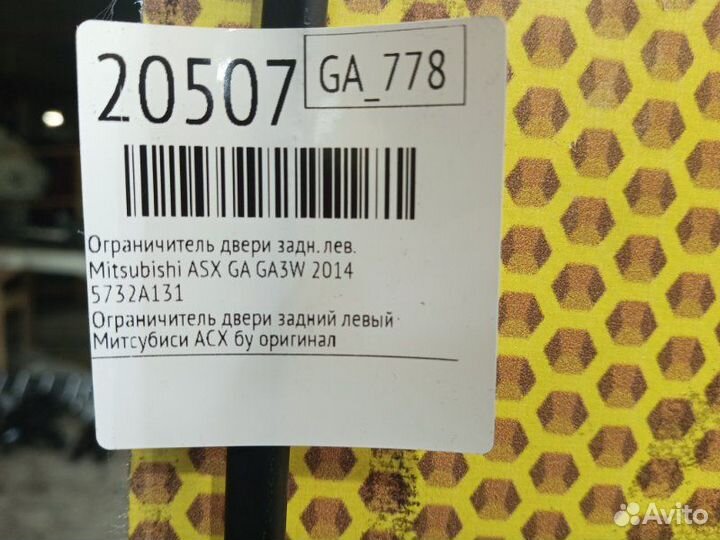 20507
GA_778
Ограничитель двери задн.лев.
Mitsubishi ASX GA GA3W 2014
5732A131
Ограничитель двери задний левый
Митсубиси АСХ бу оригинал
Avito